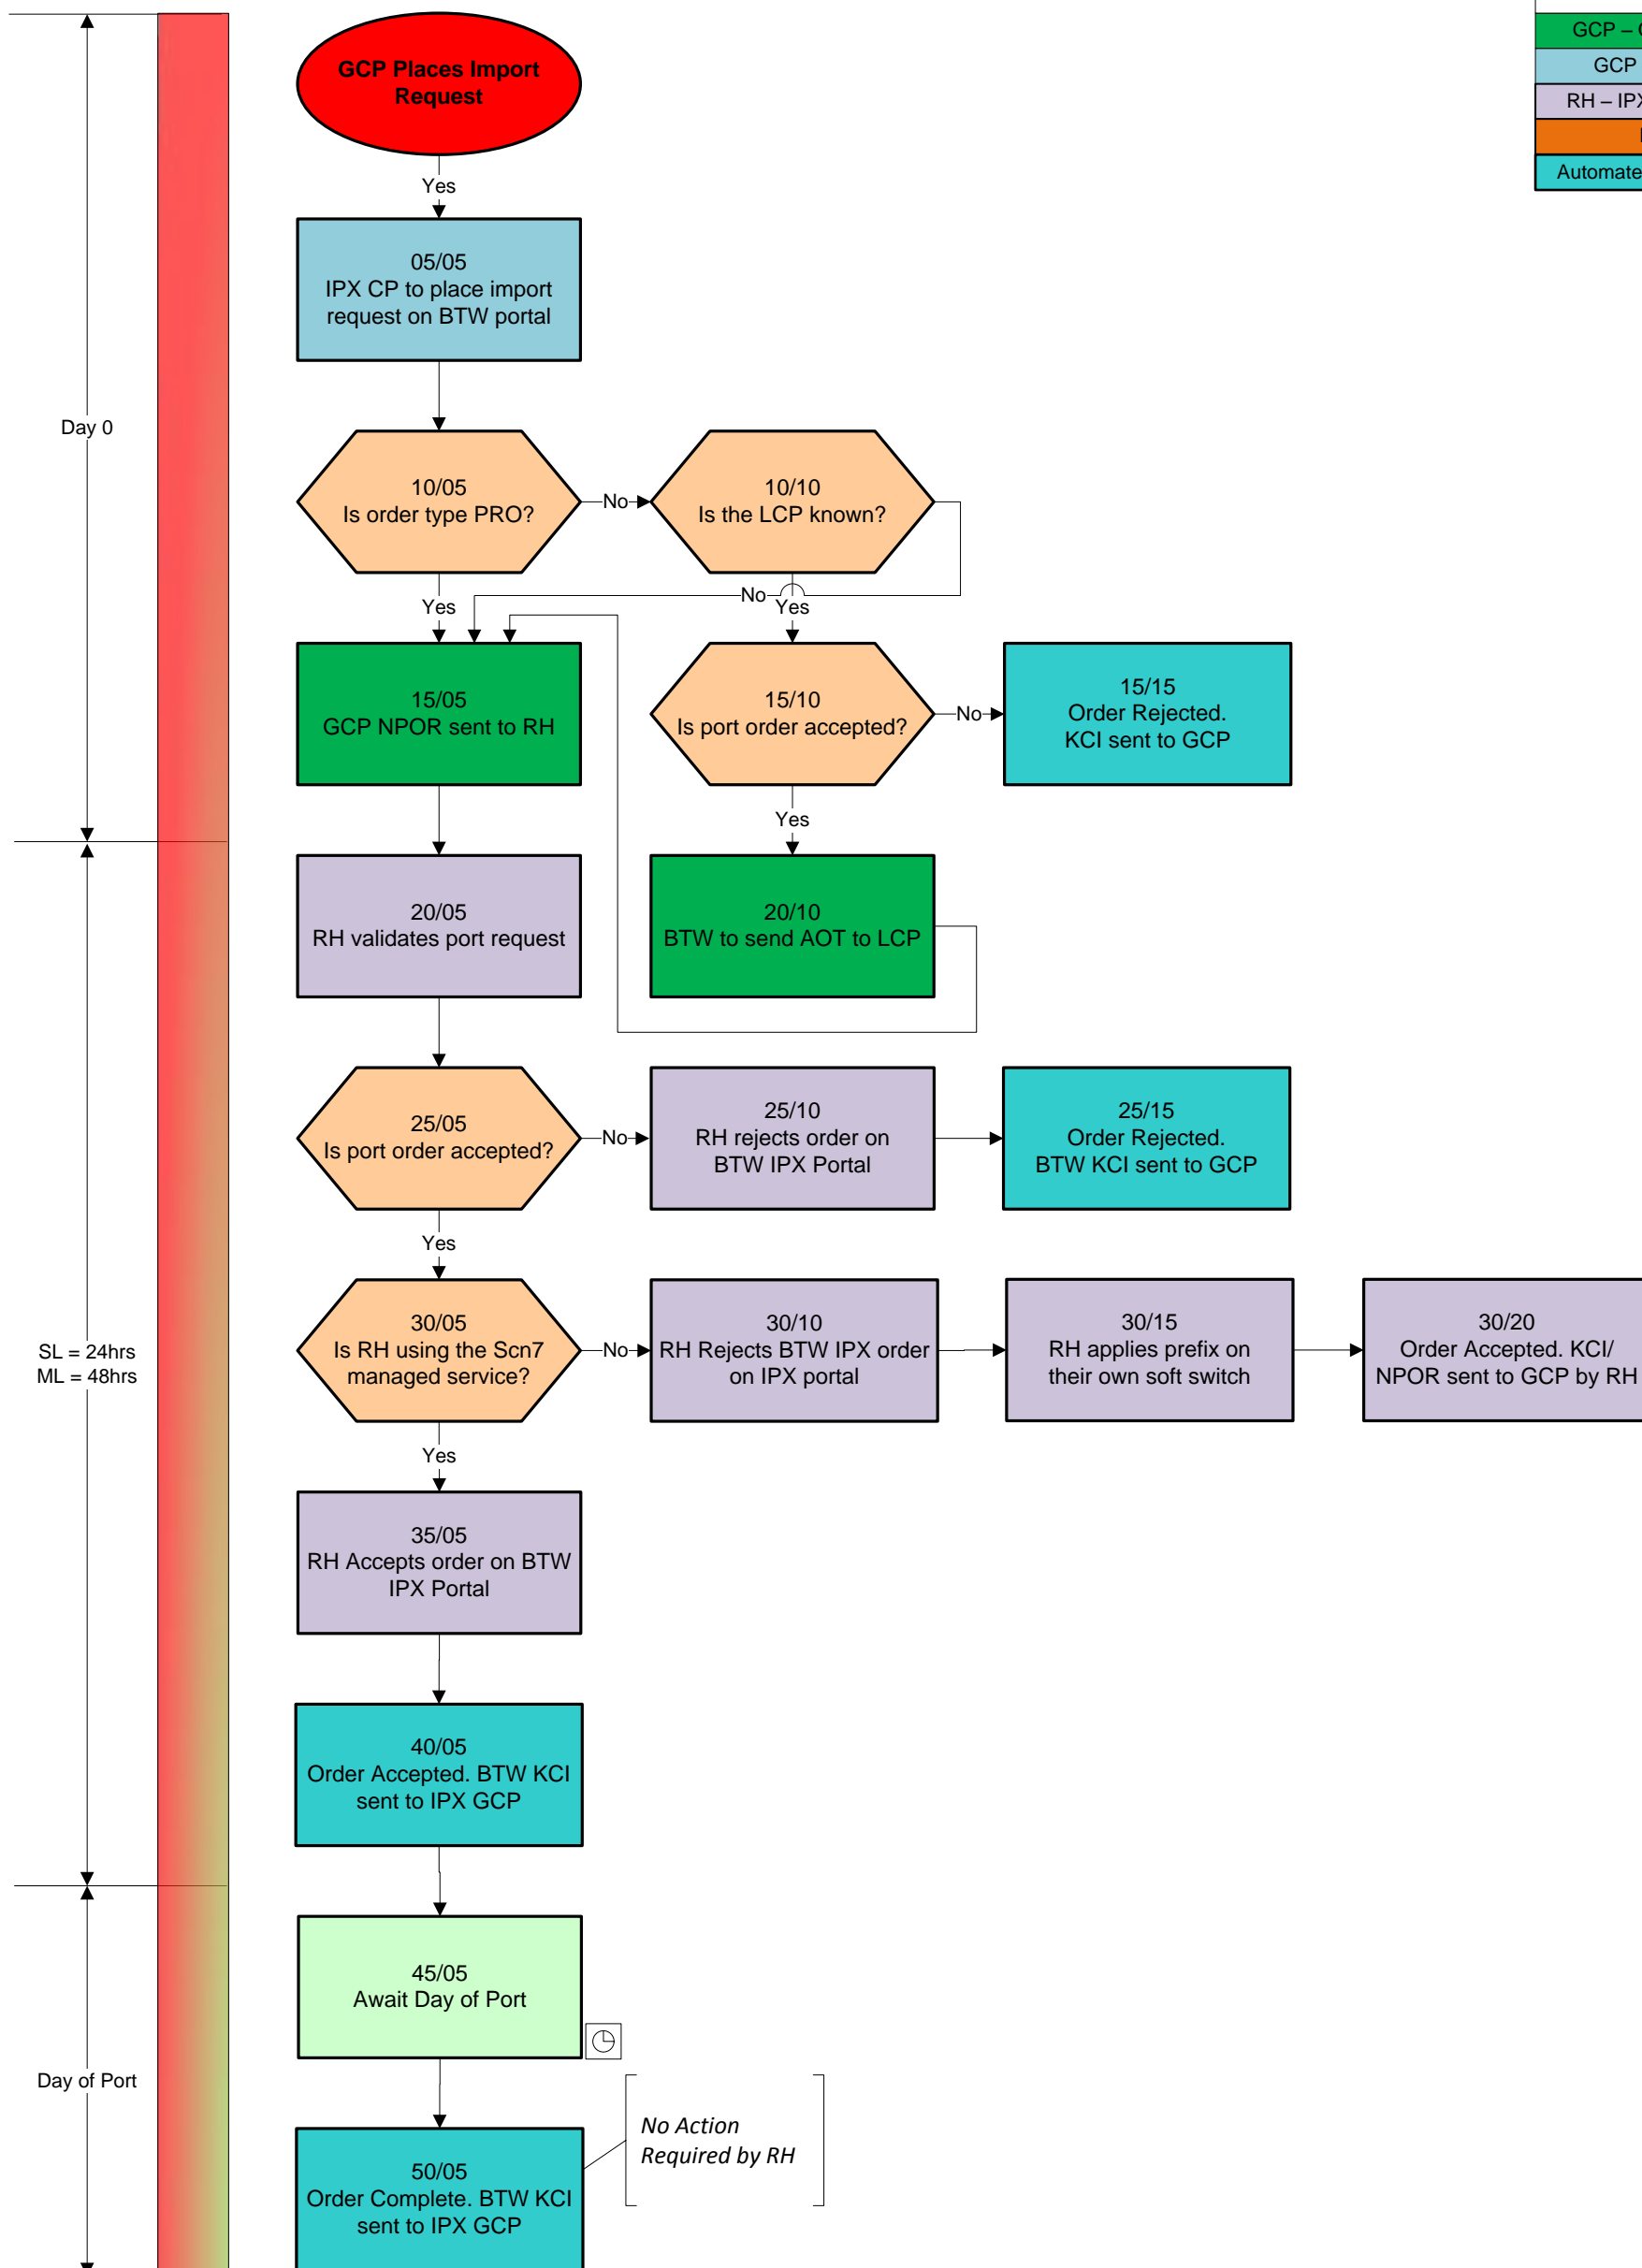 GCP Places Import
Request
GCP –
GCP
RH – IPX
Automate
Yes
05/05
IPX CP to place import
request on BTW portal
Day 0
10/05
Is order type PRO?
No
10/10
Is the LCP known?
No
Yes
Yes
15/05
GCP NPOR sent to RH
15/10
Is port order accepted?
No
15/15
Order Rejected.
KCI sent to GCP
Yes
20/05
RH validates port request
20/10
BTW to send AOT to LCP
25/05
Is port order accepted?
No
25/10
RH rejects order on
BTW IPX Portal
25/15
Order Rejected.
BTW KCI sent to GCP
Yes
SL = 24hrs
ML = 48hrs
30/05
Is RH using the Scn7
managed service?
No
30/10
RH Rejects BTW IPX order
on IPX portal
30/15
RH applies prefix on
their own soft switch
30/20
Order Accepted. KCI/
NPOR sent to GCP by RH
Yes
35/05
RH Accepts order on BTW
IPX Portal
40/05
Order Accepted. BTW KCI
sent to IPX GCP
45/05
Await Day of Port
Day of Port
No Action
Required by RH
50/05
Order Complete. BTW KCI
sent to IPX GCP